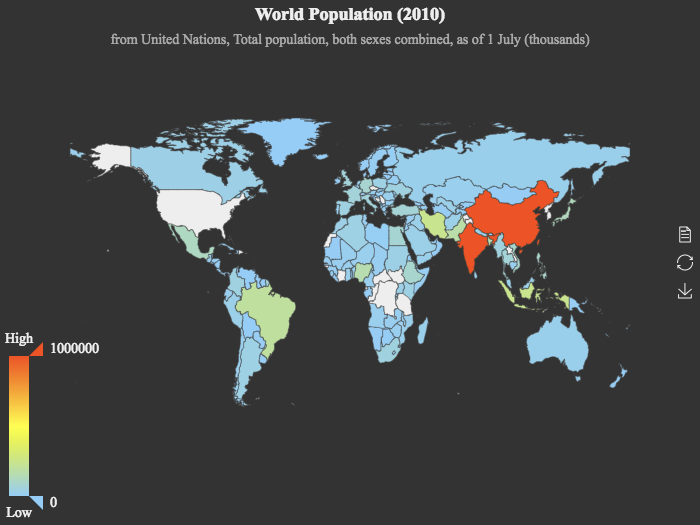 World Population (2010)
from United Nations, Total population, both sexes combined, as of 1 July (thousands)
High
1000000
0
Low